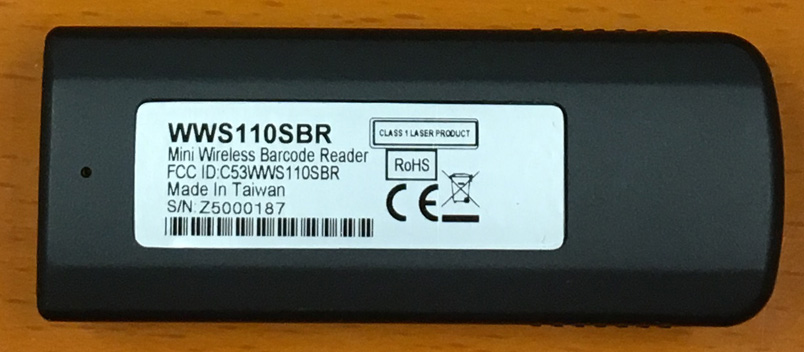 WWS110SBR
Mini Wireless Barcode Reader
FCC ID:C53WWS110SBR
Made In Taiwan
S/N:Z5000187
CLASS 1 LASER PRODUCT
RoHS
CE